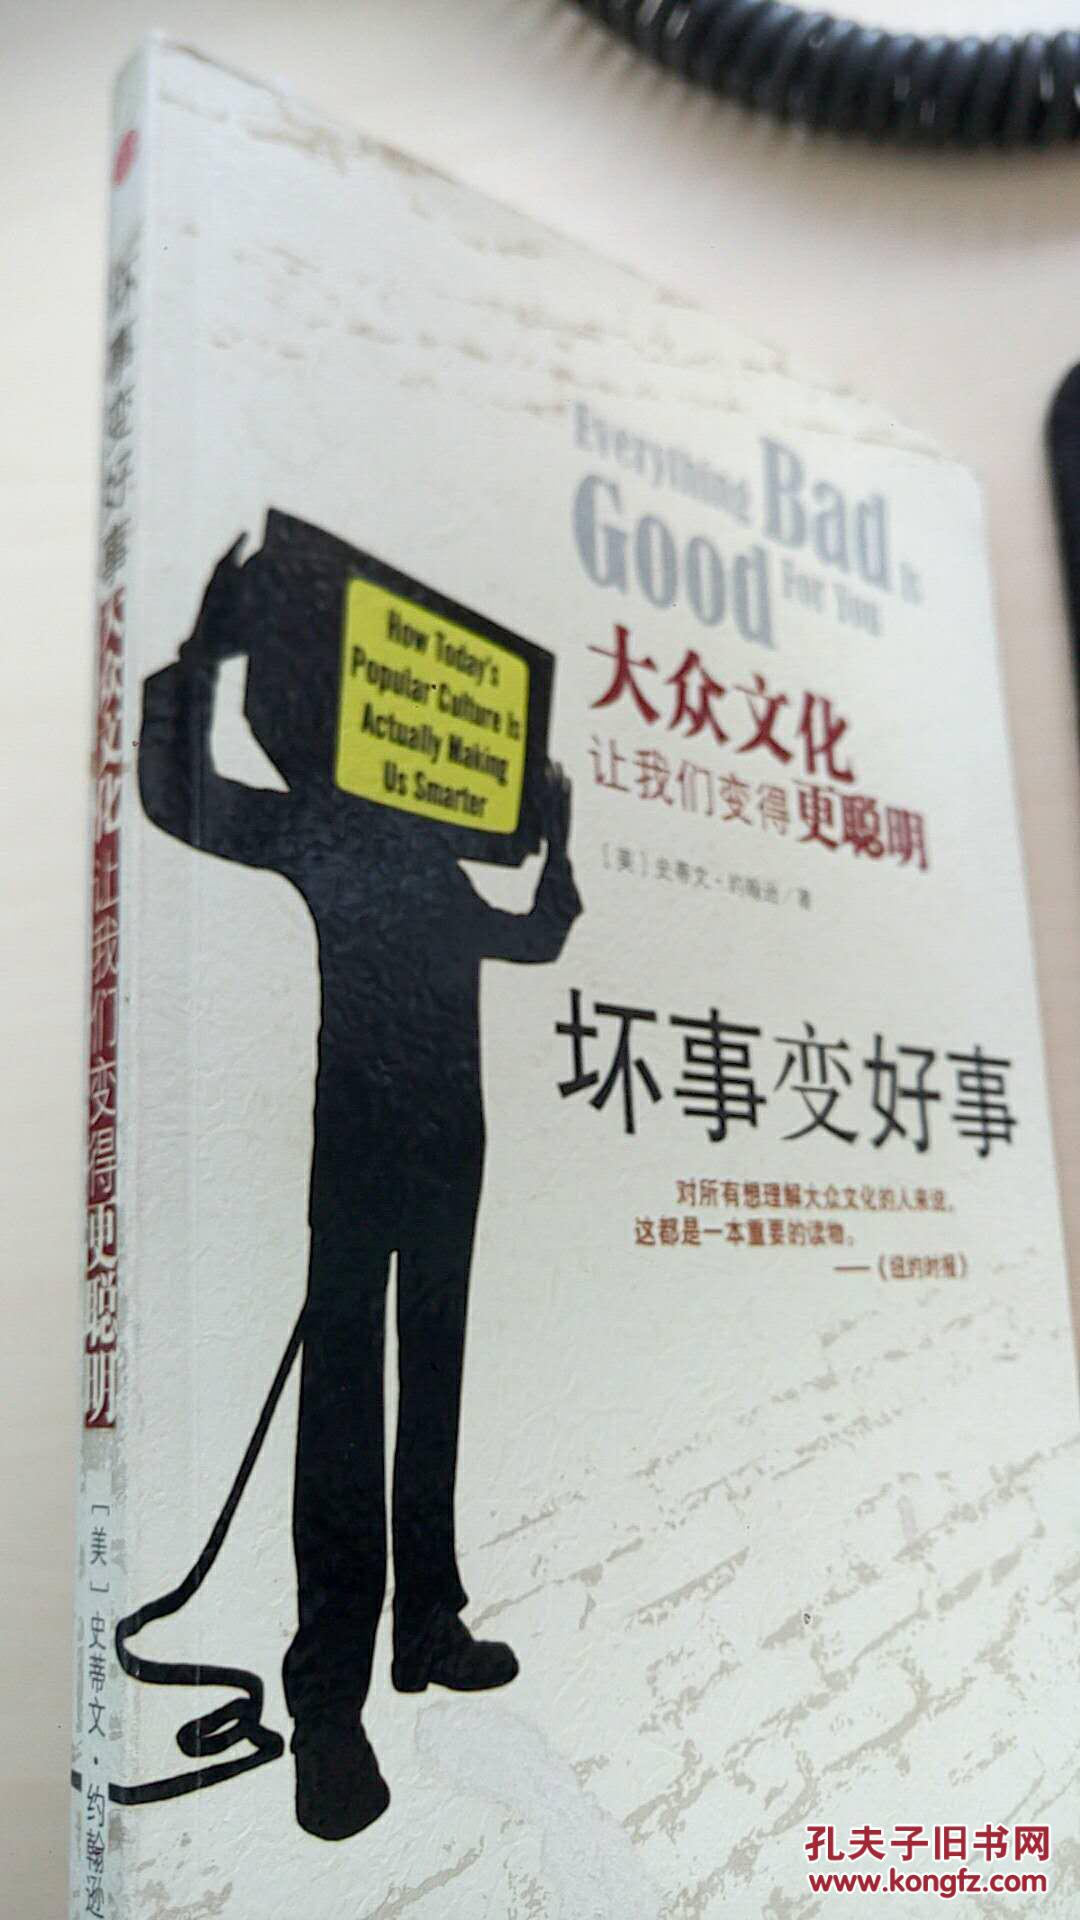 Everything Bad is
Good FOR YOU
大众文化
让我们变得更聪明
[美]史蒂文·约翰逊/著
How Today's
Popular Culture Is
Actually Making
Us Smarter
坏事变好事
对所有想理解大众文化的人来说,
这都是一本重要的读物。
——《纽约时报》
坏事变好事 大众文化让我们变得更聪明 [美]史蒂文·约翰逊
孔夫子旧书网
www.kongfz.com